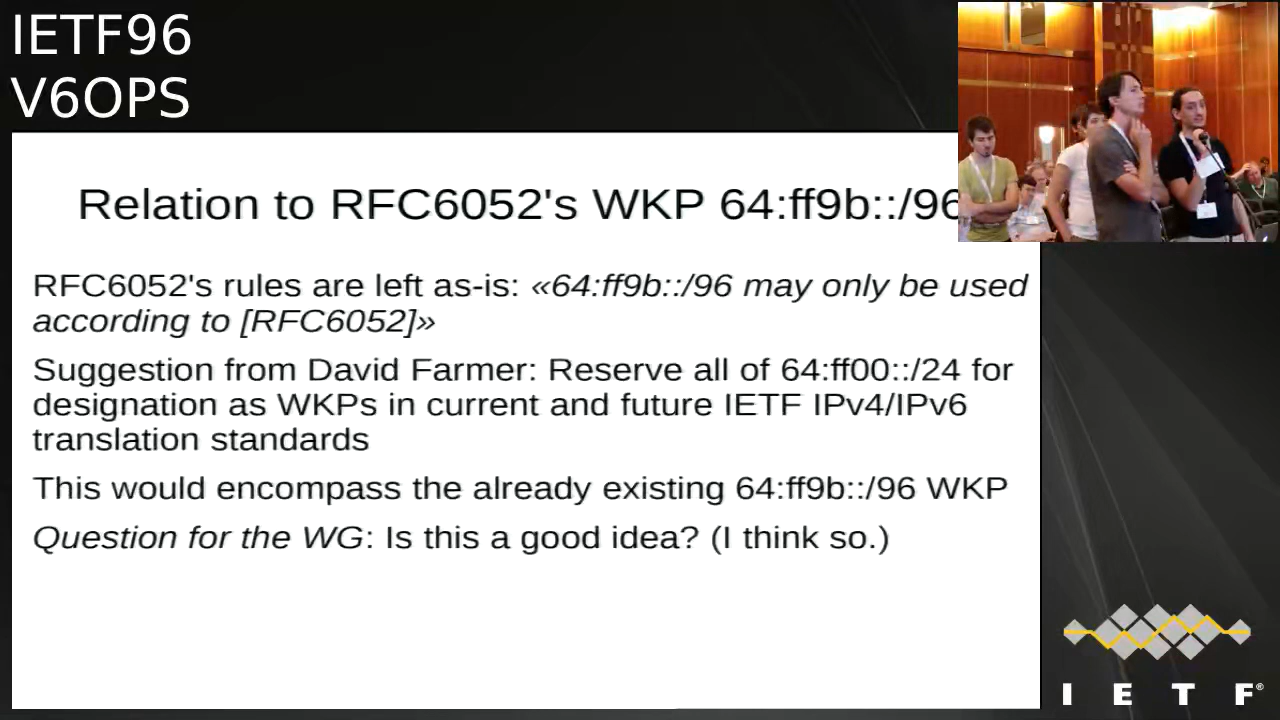 IETF96
V6OPS
Relation to RFC6052's WKP 64:ff9b::/96
RFC6052's rules are left as-is: «64:ff9b::/96 may only be used
according to [RFC6052]»
Suggestion from David Farmer: Reserve all of 64:ff00::/24 for
designation as WKPs in current and future IETF IPv4/IPv6
translation standards
This would encompass the already existing 64:ff9b::/96 WKP
Question for the WG: Is this a good idea? (I think so.)
I E T F®